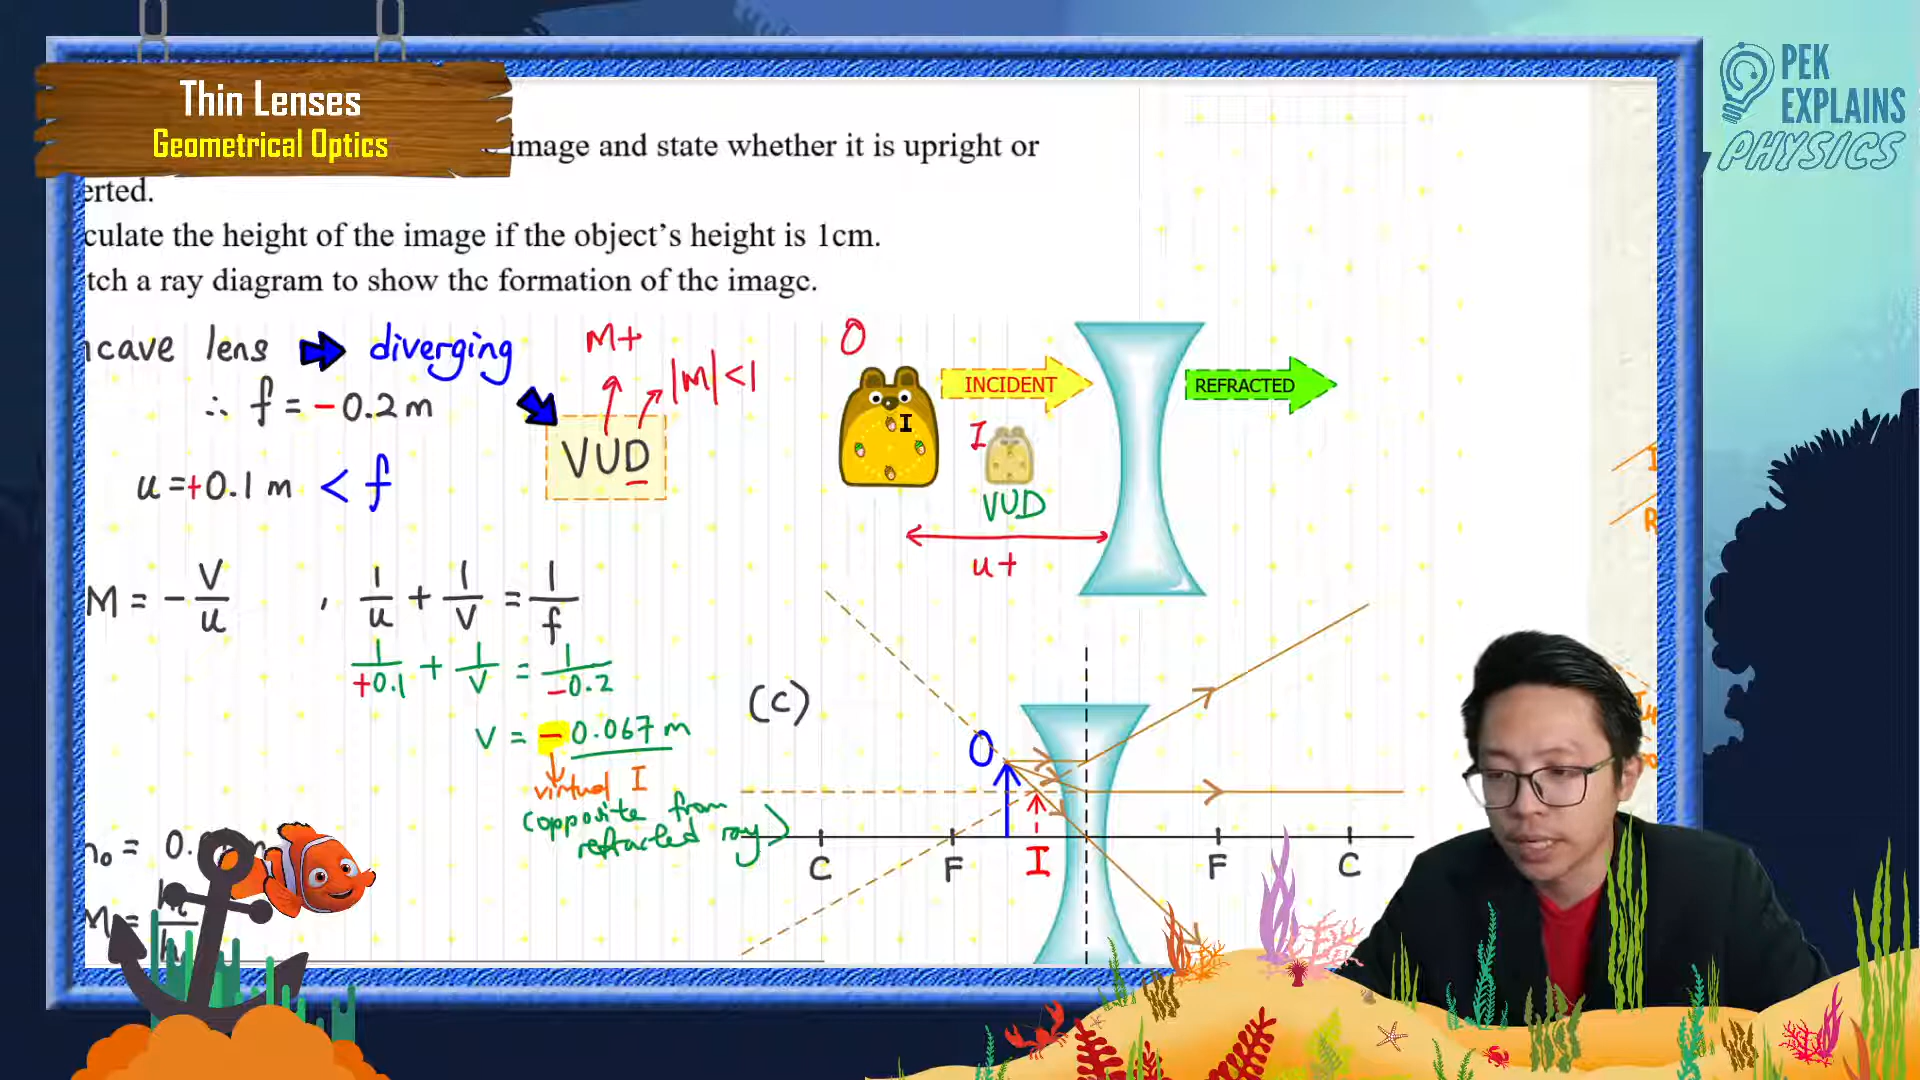 Thin Lenses
Geometrical Optics
PEK
EXPLAINS
PHYSICS
image and state whether it is upright or
erted.
culate the height of the image if the object's height is 1cm.
tch a ray diagram to show the formation of the image.
ncave lens diverging
∴ f = -0.2 m
u = +0.1 m < f
M+
|M| < 1
VUD
O
I
INCIDENT
REFRACTED
I
VUD
u+
M = - V/u , 1/u + 1/V = 1/f
1/+0.1 + 1/V = 1/-0.2
V = - 0.067 m
virtual I
(opposite from
refracted ray)
(c)
O
C F I F C
h₀ = 0.
M =